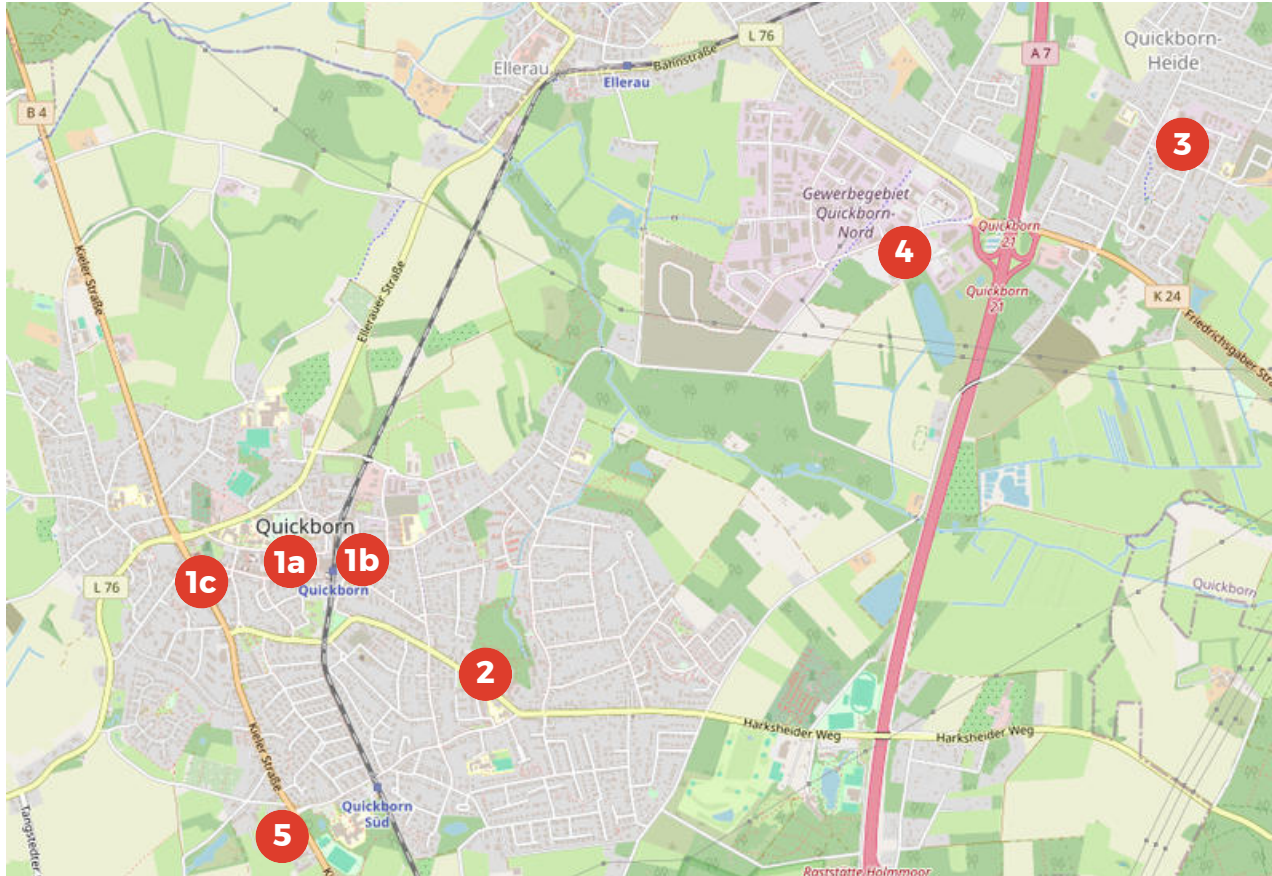 Quickborn-
Heide
A 7
L 76
Bahnstraße
Ellerau
Ellerau
B 4
3
Gewerbegebiet
Quickborn-
Nord
4
Quickborn
21
Quickborn
21
K 24
Friedrichsgaber Stra
Kieler Straße
Ellerauer Straße
Quickborn
1a
1b
1c
Quickborn
L 76
Quickborn
2
Harksheider Weg
Harksheider Weg
Kieler Straße
Quickborn
Süd
5
Tangstedter
Ki
Raststätte Holmmoor